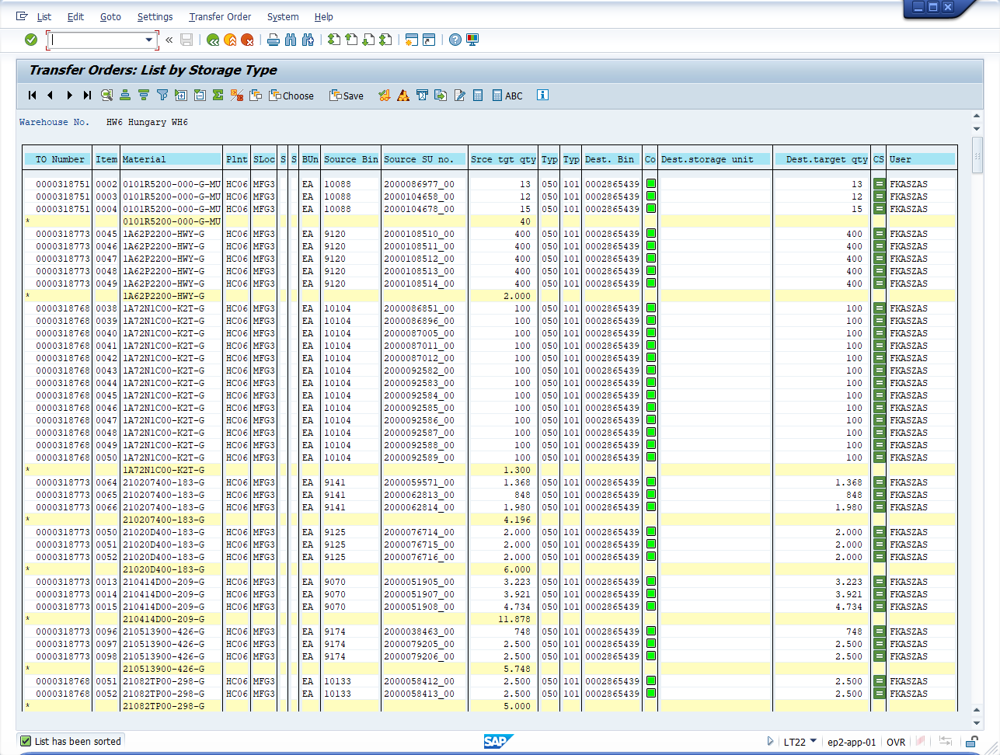 List Edit Goto Settings Transfer Order System Help
Transfer Orders: List by Storage Type
Choose Save ABC
Warehouse No. HW6 Hungary WH6
TO Number Item Material Plnt SLoc S S BUn Source Bin Source SU no. Srce tgt qty Typ Typ Dest. Bin Co Dest.storage unit Dest.target qty CS User
0000318751 0002 0101R5200-000-G-MU HC06 MFG3 EA 10088 2000086977_00 13 050 101 0002865439 13 FKASZAS
0000318751 0003 0101R5200-000-G-MU HC06 MFG3 EA 10088 2000104658_00 12 050 101 0002865439 12 FKASZAS
0000318751 0004 0101R5200-000-G-MU HC06 MFG3 EA 10088 2000104678_00 15 050 101 0002865439 15 FKASZAS
* 0101R5200-000-G-MU 40
0000318773 0045 1A62P2200-HWY-G HC06 MFG3 EA 9120 2000108510_00 400 050 101 0002865439 400 FKASZAS
0000318773 0046 1A62P2200-HWY-G HC06 MFG3 EA 9120 2000108511_00 400 050 101 0002865439 400 FKASZAS
0000318773 0047 1A62P2200-HWY-G HC06 MFG3 EA 9120 2000108512_00 400 050 101 0002865439 400 FKASZAS
0000318773 0048 1A62P2200-HWY-G HC06 MFG3 EA 9120 2000108513_00 400 050 101 0002865439 400 FKASZAS
0000318773 0049 1A62P2200-HWY-G HC06 MFG3 EA 9120 2000108514_00 400 050 101 0002865439 400 FKASZAS
* 1A62P2200-HWY-G 2.000
0000318768 0038 1A72N1C00-K2T-G HC06 MFG3 EA 10104 2000086851_00 100 050 101 0002865439 100 FKASZAS
0000318768 0039 1A72N1C00-K2T-G HC06 MFG3 EA 10104 2000086896_00 100 050 101 0002865439 100 FKASZAS
0000318768 0040 1A72N1C00-K2T-G HC06 MFG3 EA 10104 2000087005_00 100 050 101 0002865439 100 FKASZAS
0000318768 0041 1A72N1C00-K2T-G HC06 MFG3 EA 10104 2000087011_00 100 050 101 0002865439 100 FKASZAS
0000318768 0042 1A72N1C00-K2T-G HC06 MFG3 EA 10104 2000087012_00 100 050 101 0002865439 100 FKASZAS
0000318768 0043 1A72N1C00-K2T-G HC06 MFG3 EA 10104 2000092582_00 100 050 101 0002865439 100 FKASZAS
0000318768 0044 1A72N1C00-K2T-G HC06 MFG3 EA 10104 2000092583_00 100 050 101 0002865439 100 FKASZAS
0000318768 0045 1A72N1C00-K2T-G HC06 MFG3 EA 10104 2000092584_00 100 050 101 0002865439 100 FKASZAS
0000318768 0046 1A72N1C00-K2T-G HC06 MFG3 EA 10104 2000092585_00 100 050 101 0002865439 100 FKASZAS
0000318768 0047 1A72N1C00-K2T-G HC06 MFG3 EA 10104 2000092586_00 100 050 101 0002865439 100 FKASZAS
0000318768 0048 1A72N1C00-K2T-G HC06 MFG3 EA 10104 2000092587_00 100 050 101 0002865439 100 FKASZAS
0000318768 0049 1A72N1C00-K2T-G HC06 MFG3 EA 10104 2000092588_00 100 050 101 0002865439 100 FKASZAS
0000318768 0050 1A72N1C00-K2T-G HC06 MFG3 EA 10104 2000092589_00 100 050 101 0002865439 100 FKASZAS
* 1A72N1C00-K2T-G 1.300
0000318773 0064 210207400-183-G HC06 MFG3 EA 9141 2000059571_00 1.368 050 101 0002865439 1.368 FKASZAS
0000318773 0065 210207400-183-G HC06 MFG3 EA 9141 2000062813_00 848 050 101 0002865439 848 FKASZAS
0000318773 0066 210207400-183-G HC06 MFG3 EA 9141 2000062814_00 1.980 050 101 0002865439 1.980 FKASZAS
* 210207400-183-G 4.196
0000318773 0050 21020D400-183-G HC06 MFG3 EA 9125 2000076714_00 2.000 050 101 0002865439 2.000 FKASZAS
0000318773 0051 21020D400-183-G HC06 MFG3 EA 9125 2000076715_00 2.000 050 101 0002865439 2.000 FKASZAS
0000318773 0052 21020D400-183-G HC06 MFG3 EA 9125 2000076716_00 2.000 050 101 0002865439 2.000 FKASZAS
* 21020D400-183-G 6.000
0000318773 0013 210414D00-209-G HC06 MFG3 EA 9070 2000051905_00 3.223 050 101 0002865439 3.223 FKASZAS
0000318773 0014 210414D00-209-G HC06 MFG3 EA 9070 2000051907_00 3.921 050 101 0002865439 3.921 FKASZAS
0000318773 0015 210414D00-209-G HC06 MFG3 EA 9070 2000051908_00 4.734 050 101 0002865439 4.734 FKASZAS
* 210414D00-209-G 11.878
0000318773 0096 210513900-426-G HC06 MFG3 EA 9174 2000038463_00 748 050 101 0002865439 748 FKASZAS
0000318773 0097 210513900-426-G HC06 MFG3 EA 9174 2000079205_00 2.500 050 101 0002865439 2.500 FKASZAS
0000318773 0098 210513900-426-G HC06 MFG3 EA 9174 2000079206_00 2.500 050 101 0002865439 2.500 FKASZAS
* 210513900-426-G 5.748
0000318768 0051 21082TP00-298-G HC06 MFG3 EA 10133 2000058412_00 2.500 050 101 0002865439 2.500 FKASZAS
0000318768 0052 21082TP00-298-G HC06 MFG3 EA 10133 2000058413_00 2.500 050 101 0002865439 2.500 FKASZAS
* 21082TP00-298-G 5.000
List has been sorted SAP LT22 ep2-app-01 OVR